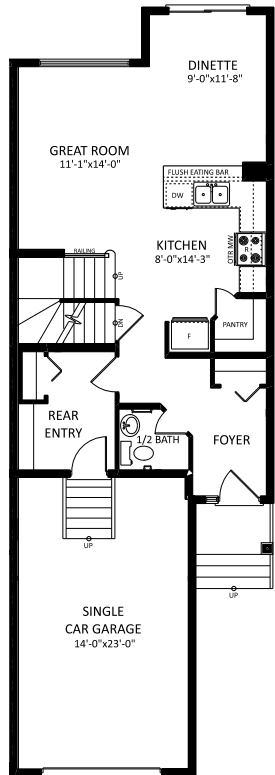 DINETTE
9'-0"x11'-8"
GREAT ROOM
11'-1"x14'-0"
FLUSH EATING BAR
DW
KITCHEN
8'-0"x14'-3"
OTR MW
R
RAILING
UP
DN
F
PANTRY
REAR
ENTRY
1/2 BATH
FOYER
UP
UP
SINGLE
CAR GARAGE
14'-0"x23'-0"